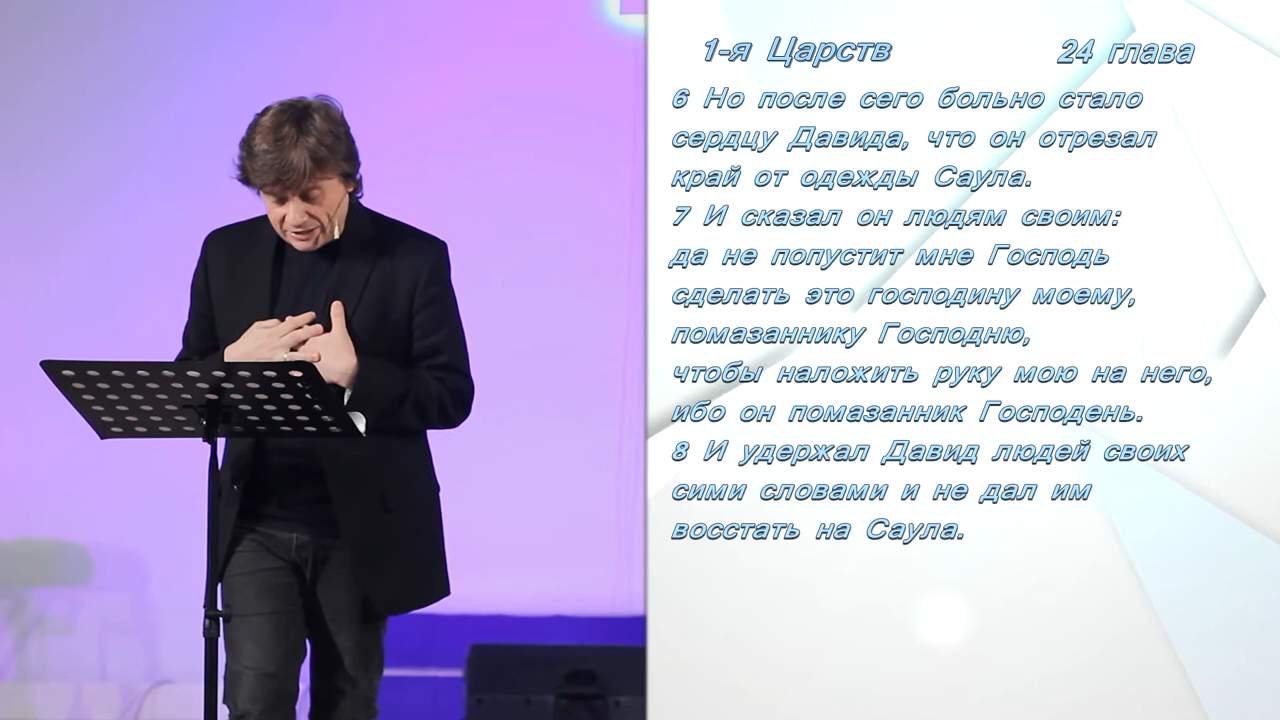 1-я Царств 24 глава
6 Но после сего больно стало
сердцу Давида, что он отрезал
край от одежды Саула.
7 И сказал он людям своим:
да не попустит мне Господь
сделать это господину моему,
помазаннику Господню,
чтобы наложить руку мою на него,
ибо он помазанник Господень.
8 И удержал Давид людей своих
сими словами и не дал им
восстать на Саула.